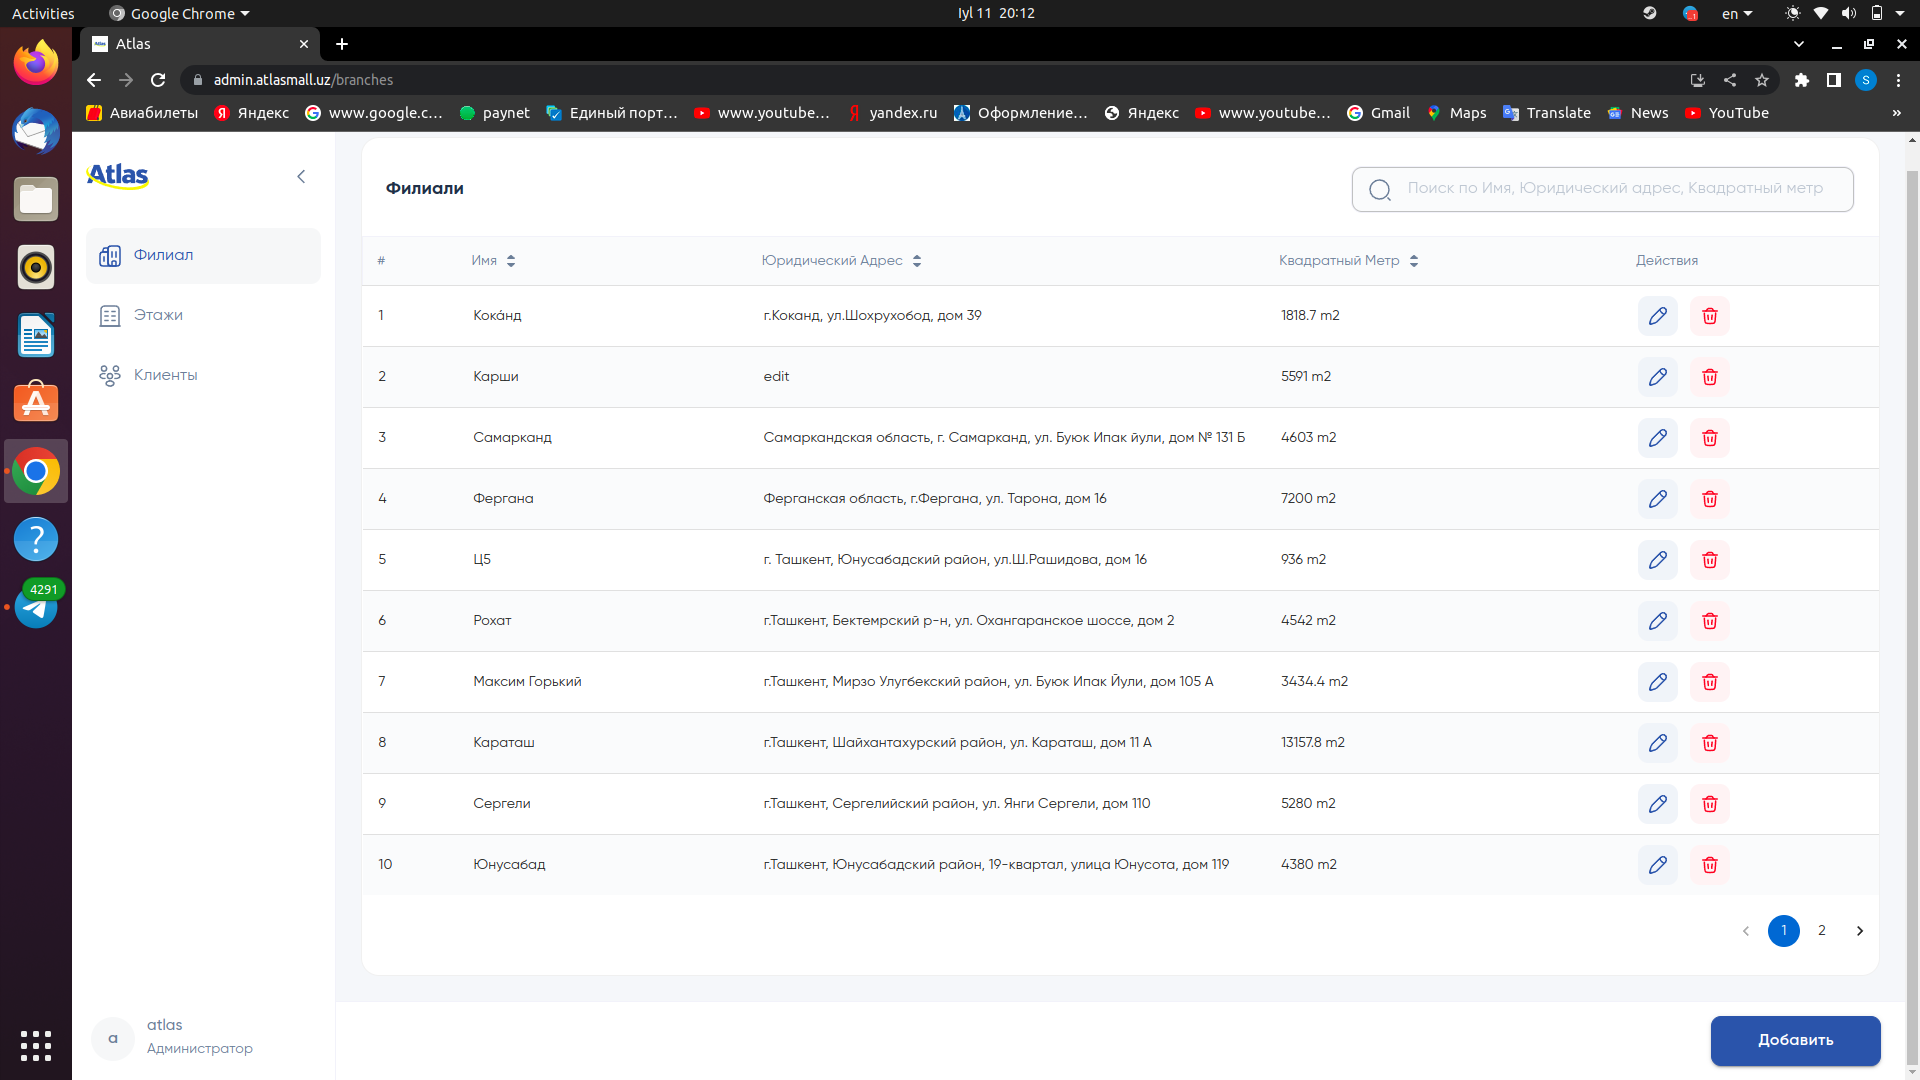 Activities Google Chrome Iyl 11 20:12 en
Atlas
admin.atlasmall.uz/branches
Авиабилеты Яндекс www.google.c... paynet Единый порт... www.youtube... yandex.ru Оформление... Яндекс www.youtube... Gmail Maps Translate News YouTube »
Atlas
Филиал
Этажи
Клиенты
4291
Филиали
Поиск по Имя, Юридический адрес, Квадратный метр
# Имя Юридический Адрес Квадратный Метр Действия
1 Кока́нд г.Коканд, ул.Шохрухобод, дом 39 1818.7 m2
2 Карши edit 5591 m2
3 Самарканд Самаркандская область, г. Самарканд, ул. Буюк Ипак йули, дом № 131 Б 4603 m2
4 Фергана Ферганская область, г.Фергана, ул. Тарона, дом 16 7200 m2
5 Ц5 г. Ташкент, Юнусабадский район, ул.Ш.Рашидова, дом 16 936 m2
6 Рохат г.Ташкент, Бектемрский р-н, ул. Охангаранское шоссе, дом 2 4542 m2
7 Максим Горький г.Ташкент, Мирзо Улугбекский район, ул. Буюк Ипак Йули, дом 105 А 3434.4 m2
8 Караташ г.Ташкент, Шайхантахурский район, ул. Караташ, дом 11 А 13157.8 m2
9 Сергели г.Ташкент, Сергелийский район, ул. Янги Сергели, дом 110 5280 m2
10 Юнусабад г.Ташкент, Юнусабадский район, 19-квартал, улица Юнусота, дом 119 4380 m2
1 2
a
atlas
Администратор
Добавить